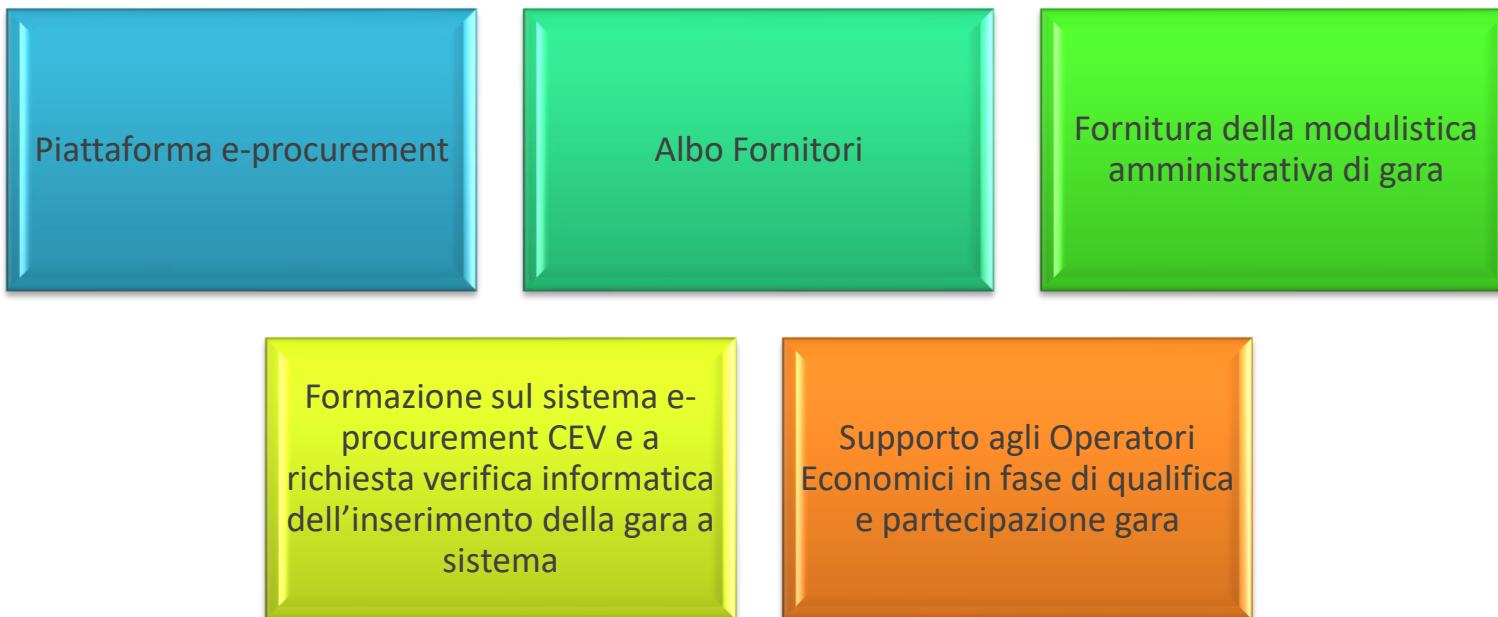 Piattaforma e-procurement
Albo Fornitori
Fornitura della modulistica
amministrativa di gara
Formazione sul sistema e-
procurement CEV e a
richiesta verifica informatica
dell’inserimento della gara a
sistema
Supporto agli Operatori
Economici in fase di qualifica
e partecipazione gara